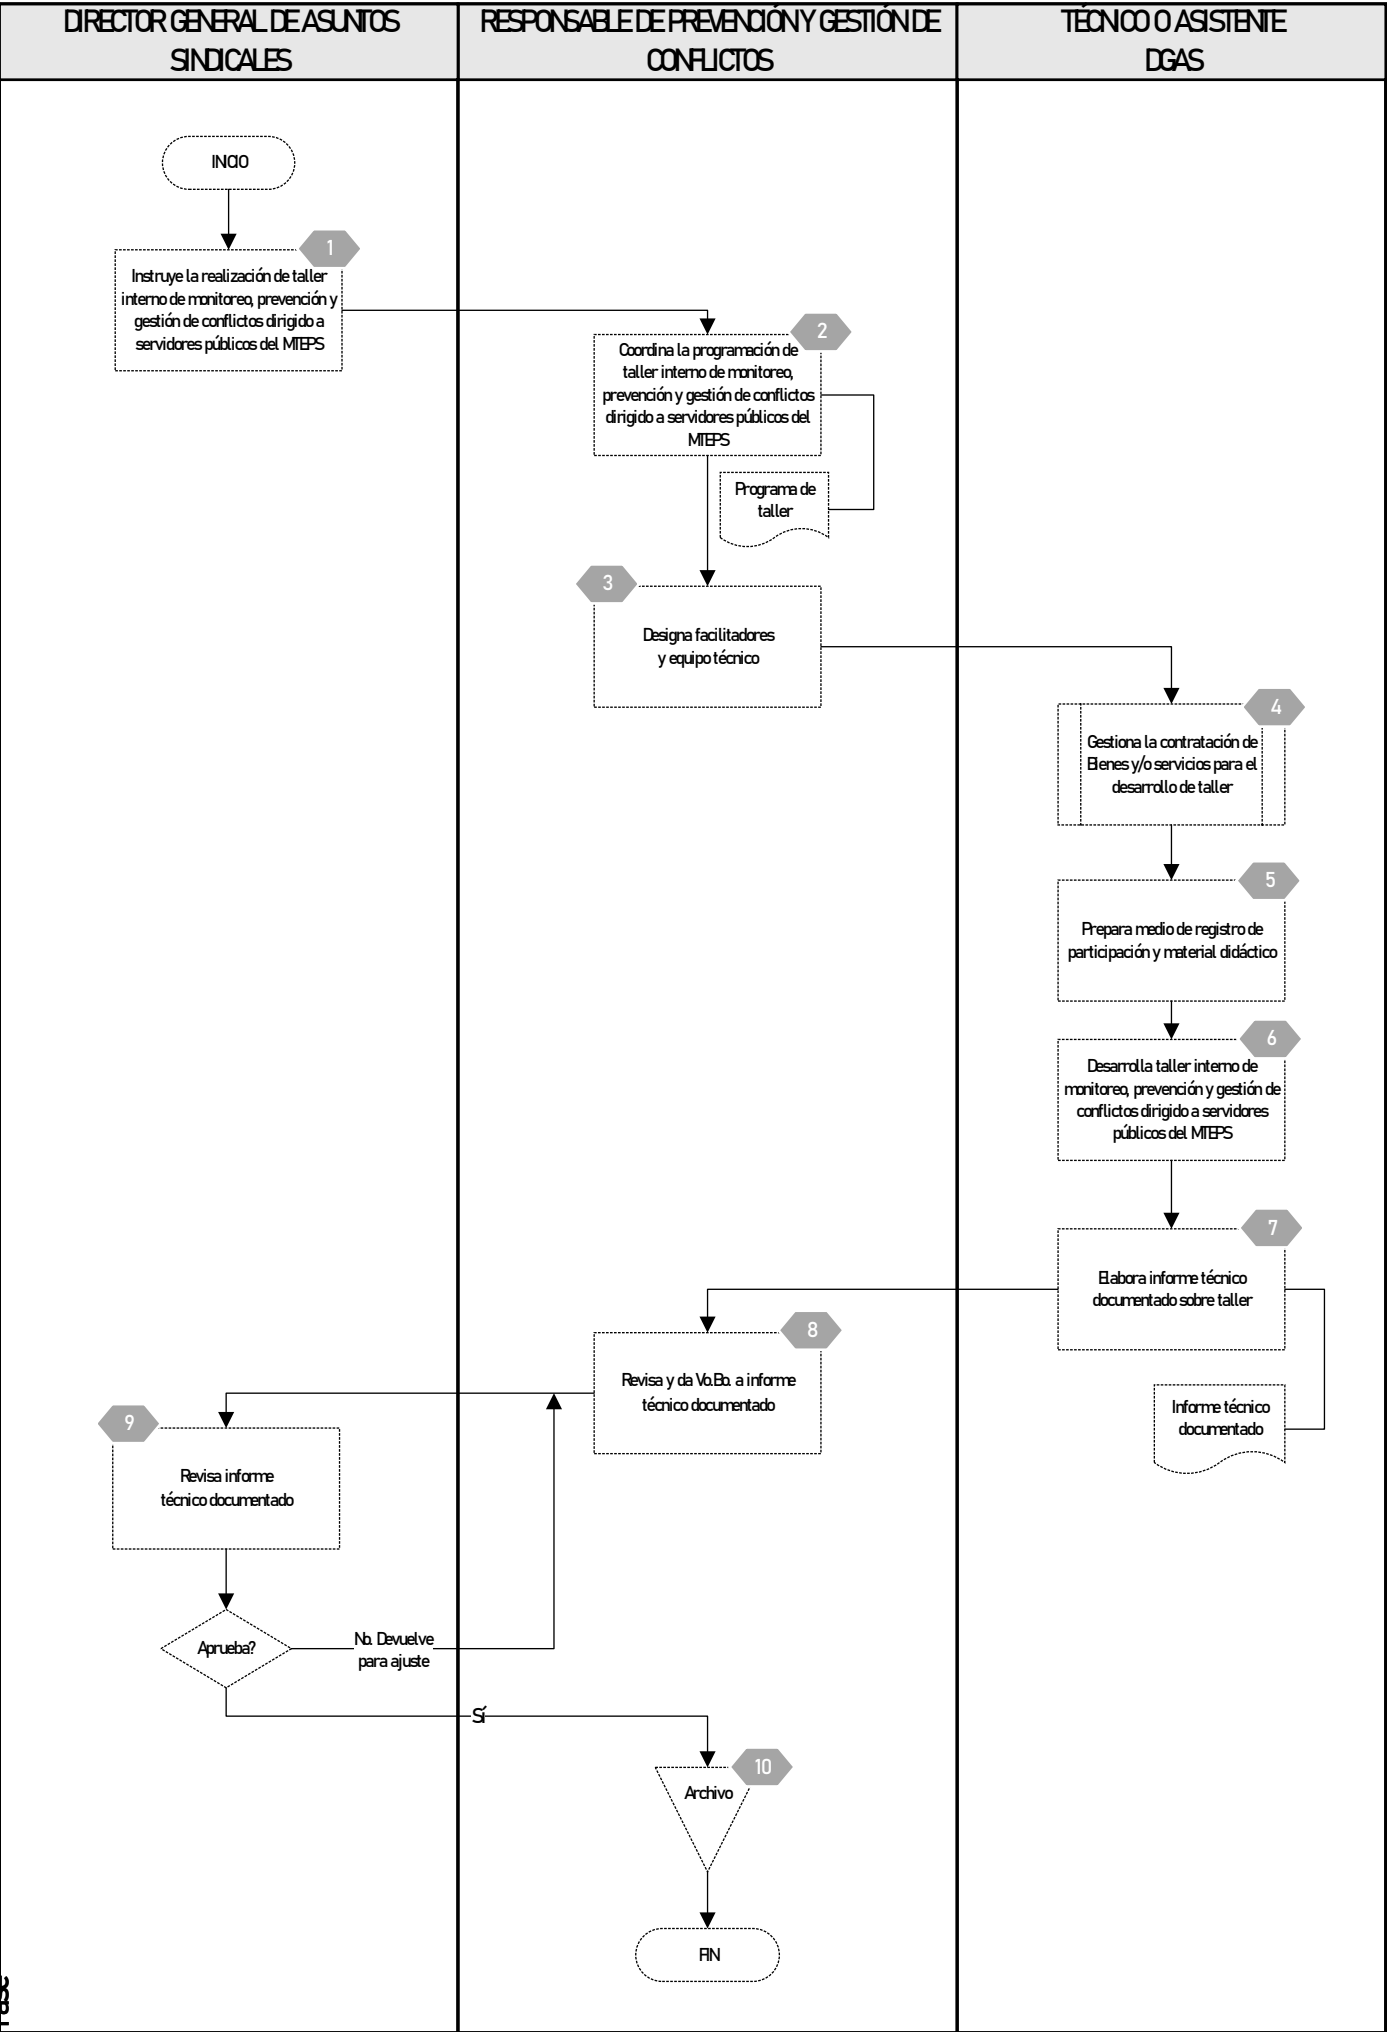 DIRECTOR GENERAL DE ASUNTOS
SINDICALES
RESPONSABLE DE PREVENCIÓN Y GESTIÓN DE
CONFLICTOS
TÉCNICO O ASISTENTE
DGAS
INICIO
1
Instruye la realización de taller
interno de monitoreo, prevención y
gestión de conflictos dirigido a
servidores públicos del MTEPS
2
Coordina la programación de
taller interno de monitoreo,
prevención y gestión de conflictos
dirigido a servidores públicos del
MTEPS
Programa de
taller
3
Designa facilitadores
y equipo técnico
4
Gestiona la contratación de
Bienes y/o servicios para el
desarrollo de taller
5
Prepara medio de registro de
participación y material didáctico
6
Desarrolla taller interno de
monitoreo, prevención y gestión de
conflictos dirigido a servidores
públicos del MTEPS
7
Elabora informe técnico
documentado sobre taller
Informe técnico
documentado
8
Revisa y da Vo.Bo. a informe
técnico documentado
9
Revisa informe
técnico documentado
Aprueba?
No. Devuelve
para ajuste
Sí
10
Archivo
FIN
Fase